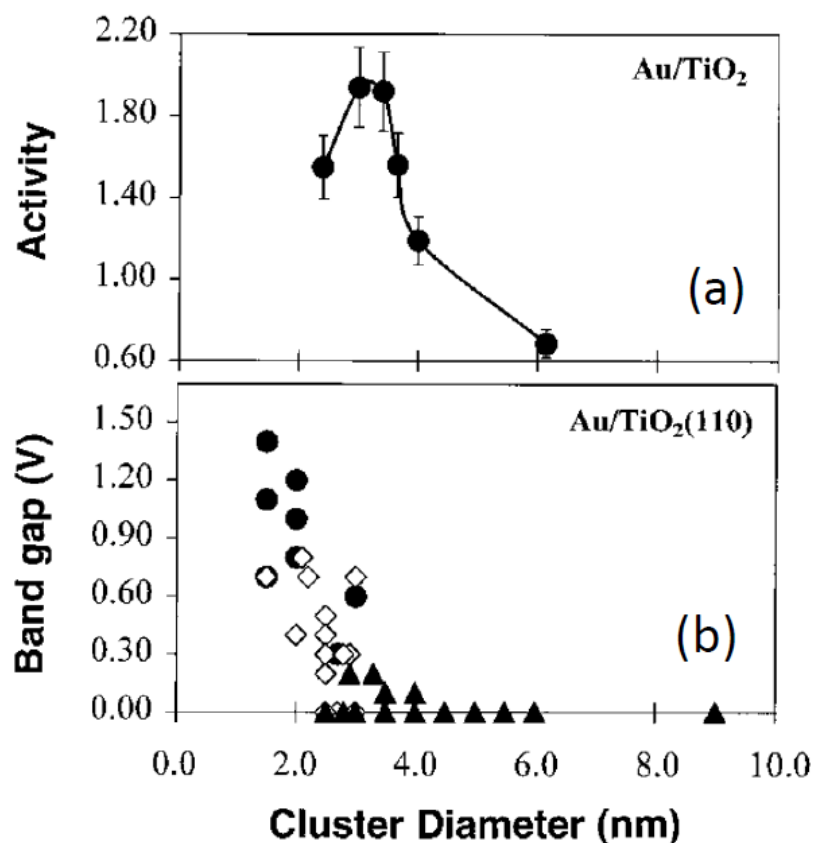 2.20
Au/TiO₂
1.80
Activity
1.40
1.00
(a)
0.60
1.50
Au/TiO₂(110)
1.20
Band gap (V)
0.90
0.60
(b)
0.30
0.00
0.0 2.0 4.0 6.0 8.0 10.0
Cluster Diameter (nm)